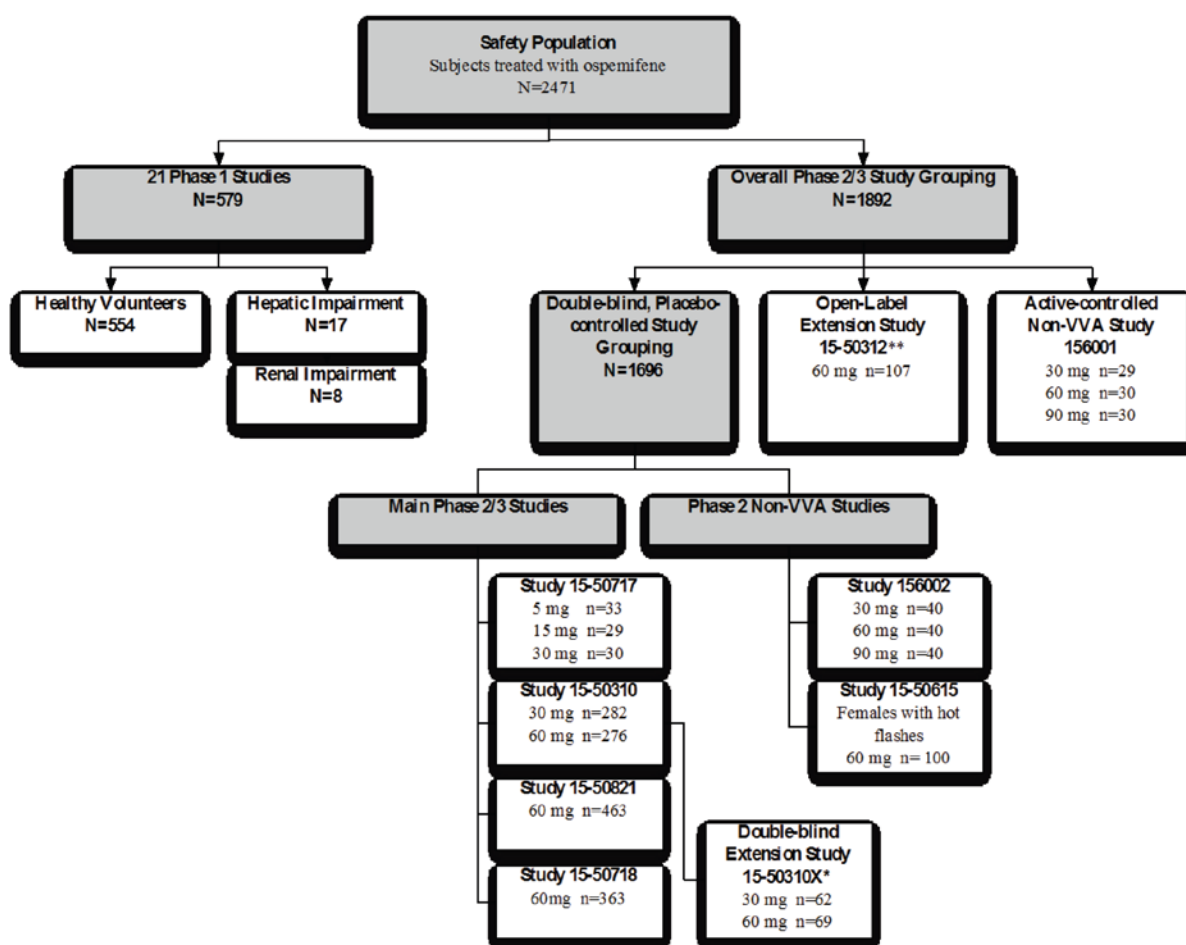 Safety Population
Subjects treated with ospemifene
N=2471
21 Phase 1 Studies
N=579
Overall Phase 2/3 Study Grouping
N=1892
Healthy Volunteers
N=554
Hepatic Impairment
N=17
Renal Impairment
N=8
Double-blind, Placebo-
controlled Study
Grouping
N=1696
Open-Label
Extension Study
15-50312**
60 mg n=107
Active-controlled
Non-VVA Study
156001
30 mg n=29
60 mg n=30
90 mg n=30
Main Phase 2/3 Studies
Phase 2 Non-VVA Studies
Study 15-50717
5 mg n=33
15 mg n=29
30 mg n=30
Study 15-50310
30 mg n=282
60 mg n=276
Study 15-50821
60 mg n=463
Study 15-50718
60mg n=363
Study 156002
30 mg n=40
60 mg n=40
90 mg n=40
Study 15-50615
Females with hot
flashes
60 mg n= 100
Double-blind
Extension Study
15-50310X*
30 mg n=62
60 mg n=69